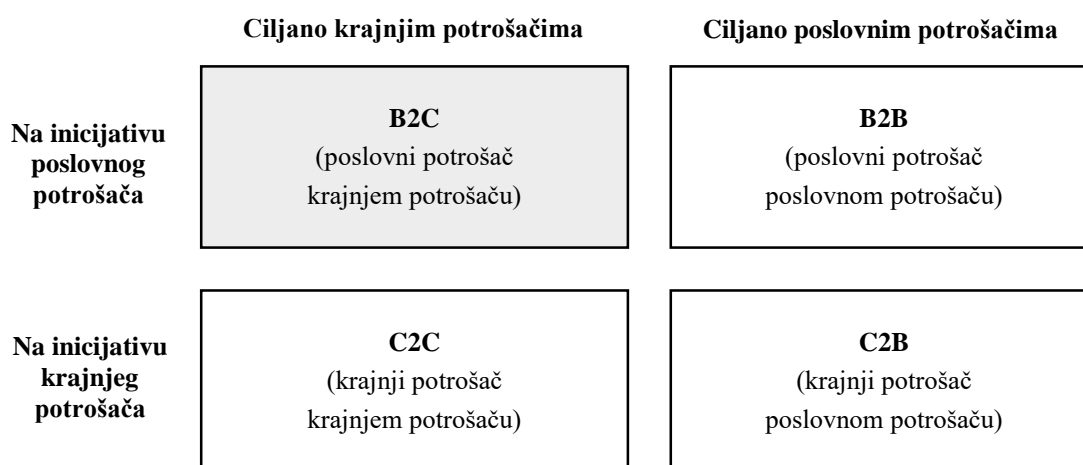 Ciljano krajnjim potrošačima
Ciljano poslovnim potrošačima
Na inicijativu
poslovnog
potrošača
B2C
(poslovni potrošač
krajnjem potrošaču)
B2B
(poslovni potrošač
poslovnom potrošaču)
Na inicijativu
krajnjeg
potrošača
C2C
(krajnji potrošač
krajnjem potrošaču)
C2B
(krajnji potrošač
poslovnom potrošaču)